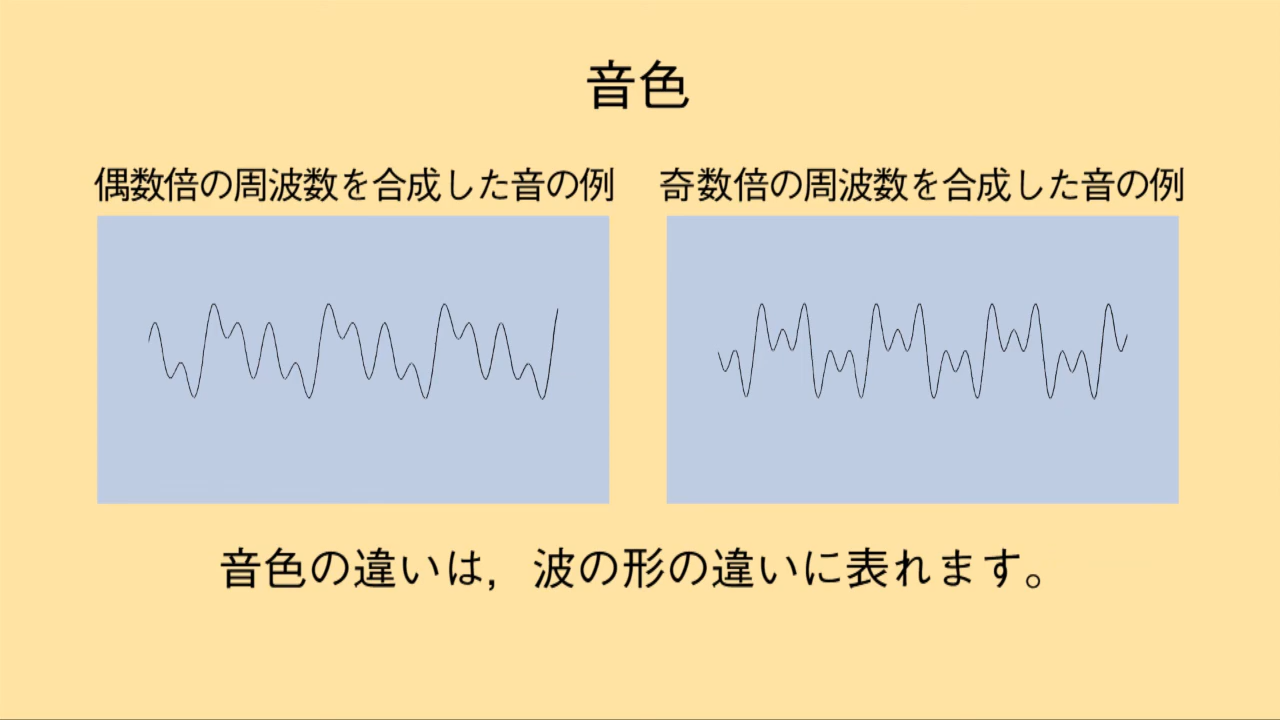 音色
偶数倍の周波数を合成した音の例
奇数倍の周波数を合成した音の例
音色の違いは，波の形の違いに表れます。